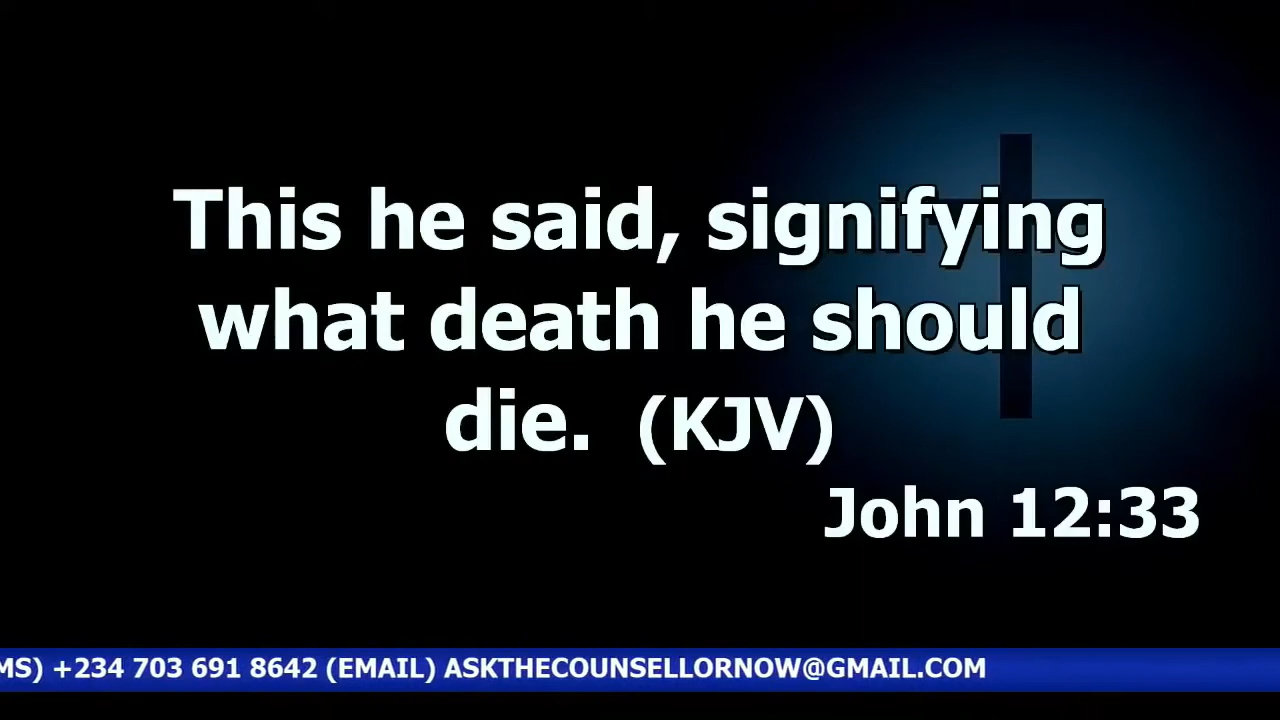 This he said, signifying
what death he should
die. (KJV)
John 12:33
MS) +234 703 691 8642 (EMAIL) ASKTHECOUNSELLORNOW@GMAIL.COM